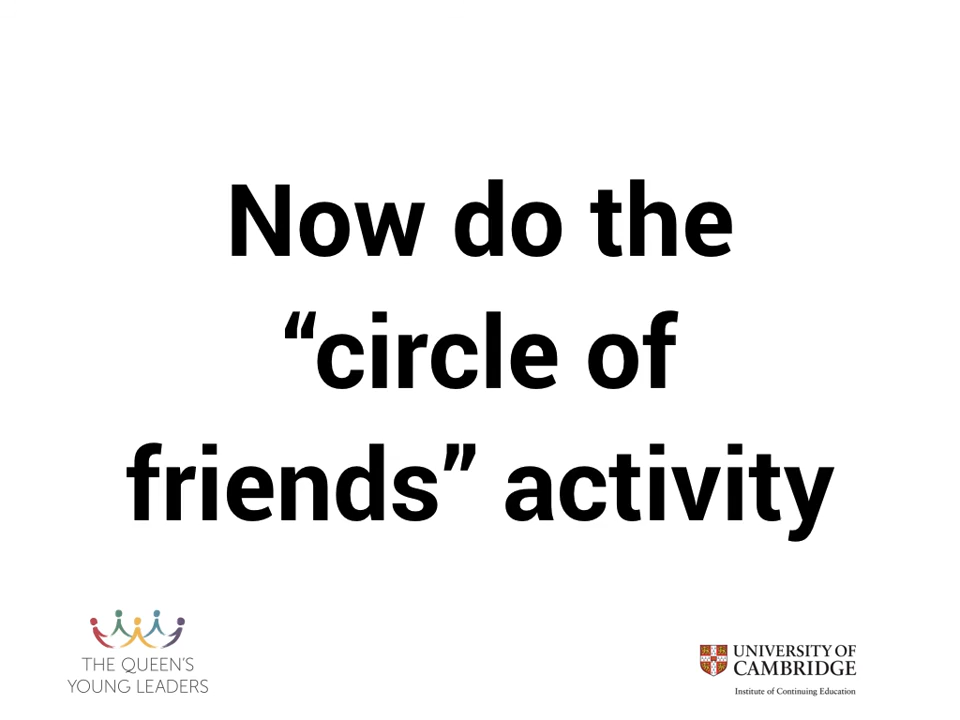 Now do the
“circle of
friends” activity
THE QUEEN'S
YOUNG LEADERS
UNIVERSITY OF
CAMBRIDGE
Institute of Continuing Education